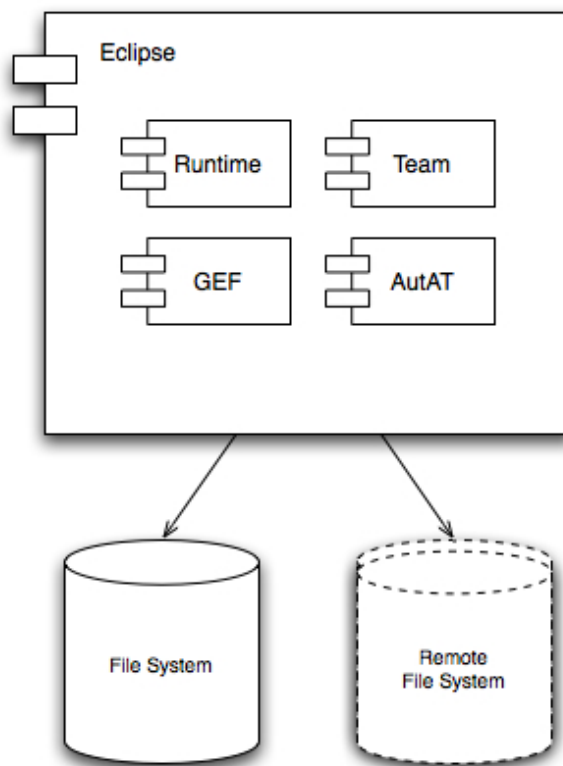 Eclipse
Runtime
Team
GEF
AutAT
File System
Remote
File System